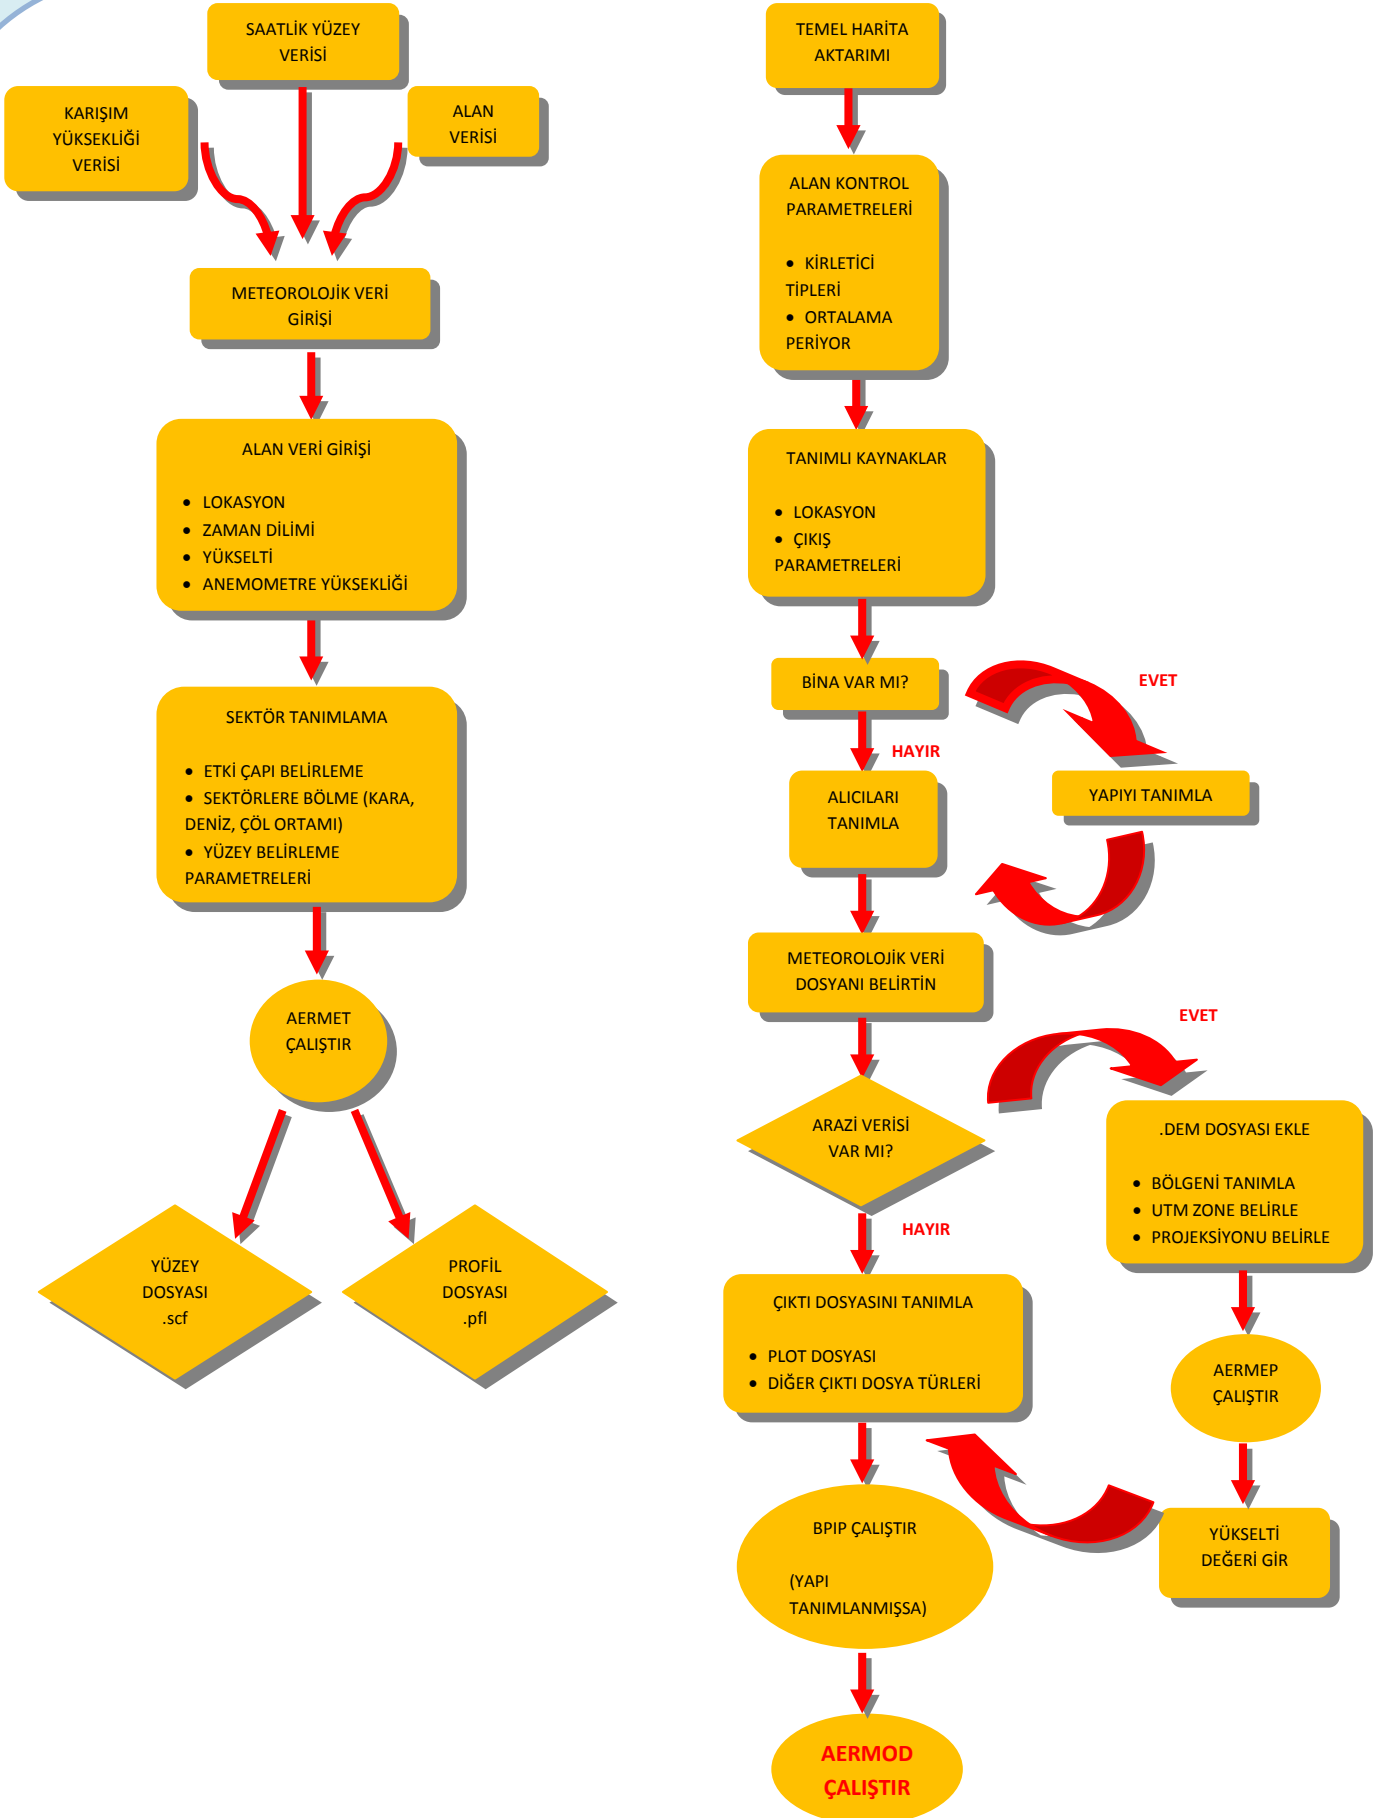 SAATLİK YÜZEY
VERİSİ
KARIŞIM
YÜKSEKLİĞİ
VERİSİ
ALAN
VERİSİ
METEOROLOJİK VERİ
GİRİŞİ
ALAN VERİ GİRİŞİ
• LOKASYON
• ZAMAN DİLİMİ
• YÜKSELTİ
• ANEMOMETRE YÜKSEKLİĞİ
SEKTÖR TANIMLAMA
• ETKİ ÇAPI BELİRLEME
• SEKTÖRLERE BÖLME (KARA,
DENİZ, ÇÖL ORTAMI)
• YÜZEY BELİRLEME
PARAMETRELERİ
AERMET
ÇALIŞTIR
YÜZEY
DOSYASI
.scf
PROFİL
DOSYASI
.pfl
TEMEL HARİTA
AKTARIMI
ALAN KONTROL
PARAMETRELERİ
• KİRLETİCİ
TİPLERİ
• ORTALAMA
PERİYOR
TANIMLI KAYNAKLAR
• LOKASYON
• ÇIKIŞ
PARAMETRELERİ
BİNA VAR MI?
EVET
HAYIR
YAPIYI TANIMLA
ALICILARI
TANIMLA
METEOROLOJİK VERİ
DOSYANI BELIRTIN
EVET
ARAZİ VERİSİ
VAR MI?
HAYIR
.DEM DOSYASI EKLE
• BÖLGENİ TANIMLA
• UTM ZONE BELIRLE
• PROJEKSİYONU BELIRLE
ÇIKTI DOSYASINI TANIMLA
• PLOT DOSYASI
• DİĞER ÇIKTI DOSYA TÜRLERİ
AERMEP
ÇALIŞTIR
YÜKSELTİ
DEĞERİ GİR
BPIP ÇALIŞTIR
(YAPI
TANIMLANMIŞSA)
AERMOD
ÇALIŞTIR